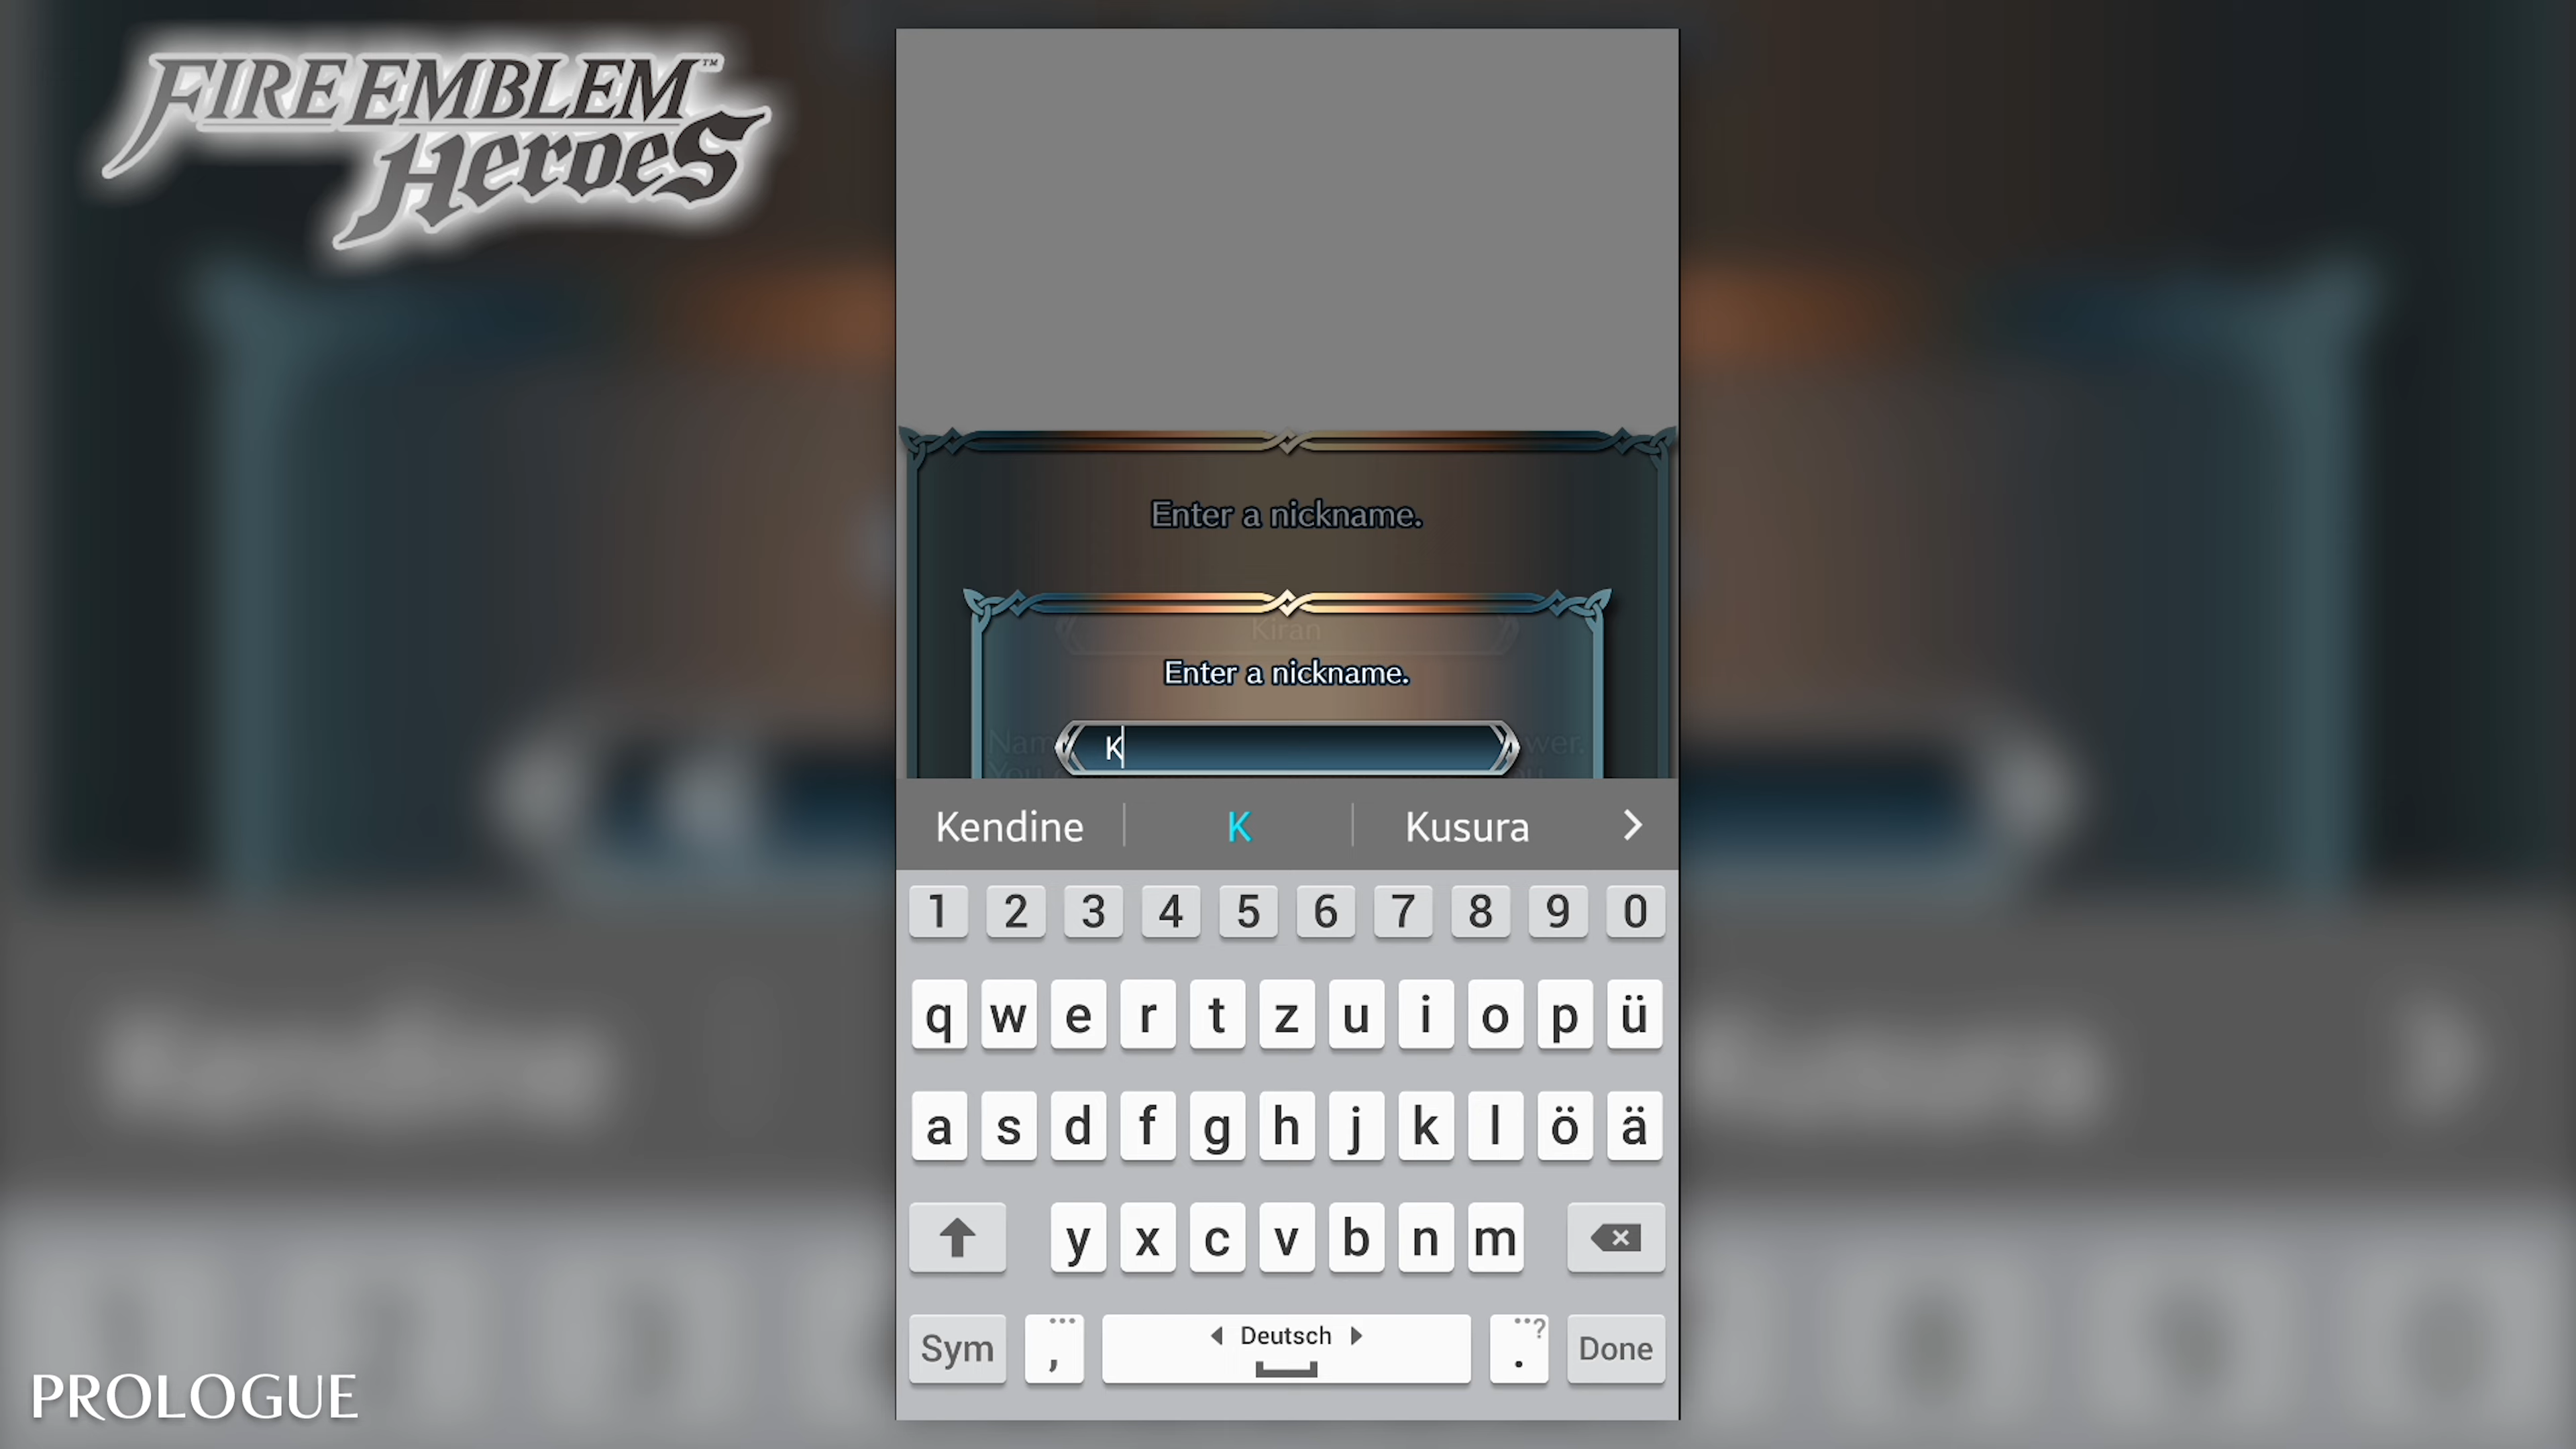 FIRE EMBLEM™
Heroes
Enter a nickname.
Kiran
Enter a nickname.
K
Kendine K Kusura
1 2 3 4 5 6 7 8 9 0
q w e r t z u i o p ü
a s d f g h j k l ö ä
y x c v b n m
Sym , Deutsch . ? Done
PROLOGUE